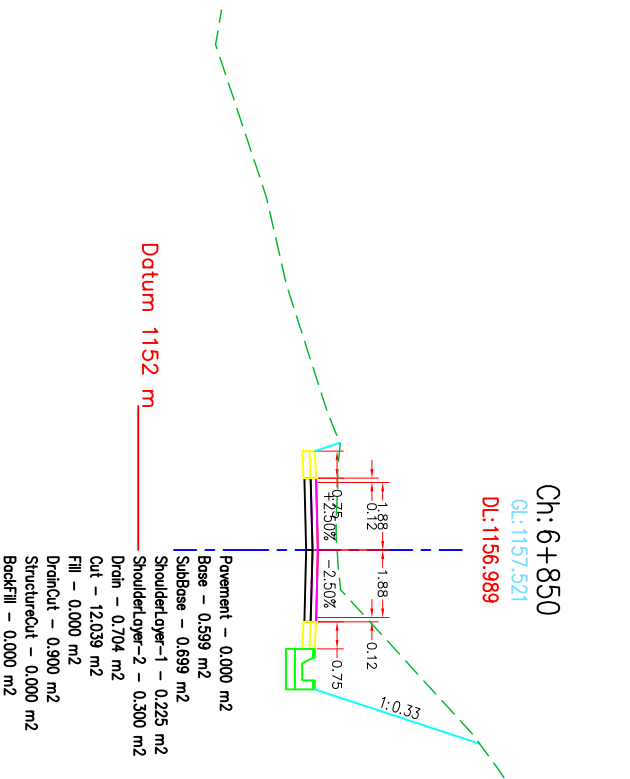 Ch: 6+850
GL: 1157.521
DL: 1156.989
1.88
1.88
0.12
0.12
0.75
0.75
+2.50%
-2.50%
1:0.33
Datum 1152 m
Pavement - 0.000 m2
Base - 0.599 m2
SubBase - 0.699 m2
ShoulderLayer-1 - 0.225 m2
ShoulderLayer-2 - 0.300 m2
Drain - 0.704 m2
Cut - 12.039 m2
Fill - 0.000 m2
DrainCut - 0.900 m2
StructureCut - 0.000 m2
BackFill - 0.000 m2